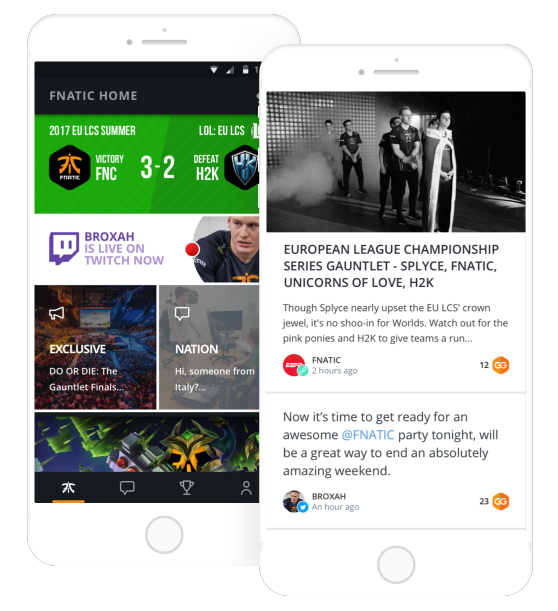 FNATIC HOME
2017 EU LCS SUMMER
LOL: EU LCS
FNATIC
VICTORY
FNC
3-2
DEFEAT
H2K
BROXAH
IS LIVE ON
TWITCH NOW
EXCLUSIVE
DO OR DIE: The
Gauntlet Finals...
NATION
Hi, someone from
Italy?...
EUROPEAN LEAGUE CHAMPIONSHIP
SERIES GAUNTLET - SPLYCE, FNATIC,
UNICORNS OF LOVE, H2K
Though Splyce nearly upset the EU LCS' crown
jewel, it's no shoo-in for Worlds. Watch out for the
pink ponies and H2K to give teams a run...
FNATIC
2 hours ago
12 GG
Now it's time to get ready for an
awesome @FNATIC party tonight, will
be a great way to end an absolutely
amazing weekend.
BROXAH
An hour ago
23 GG